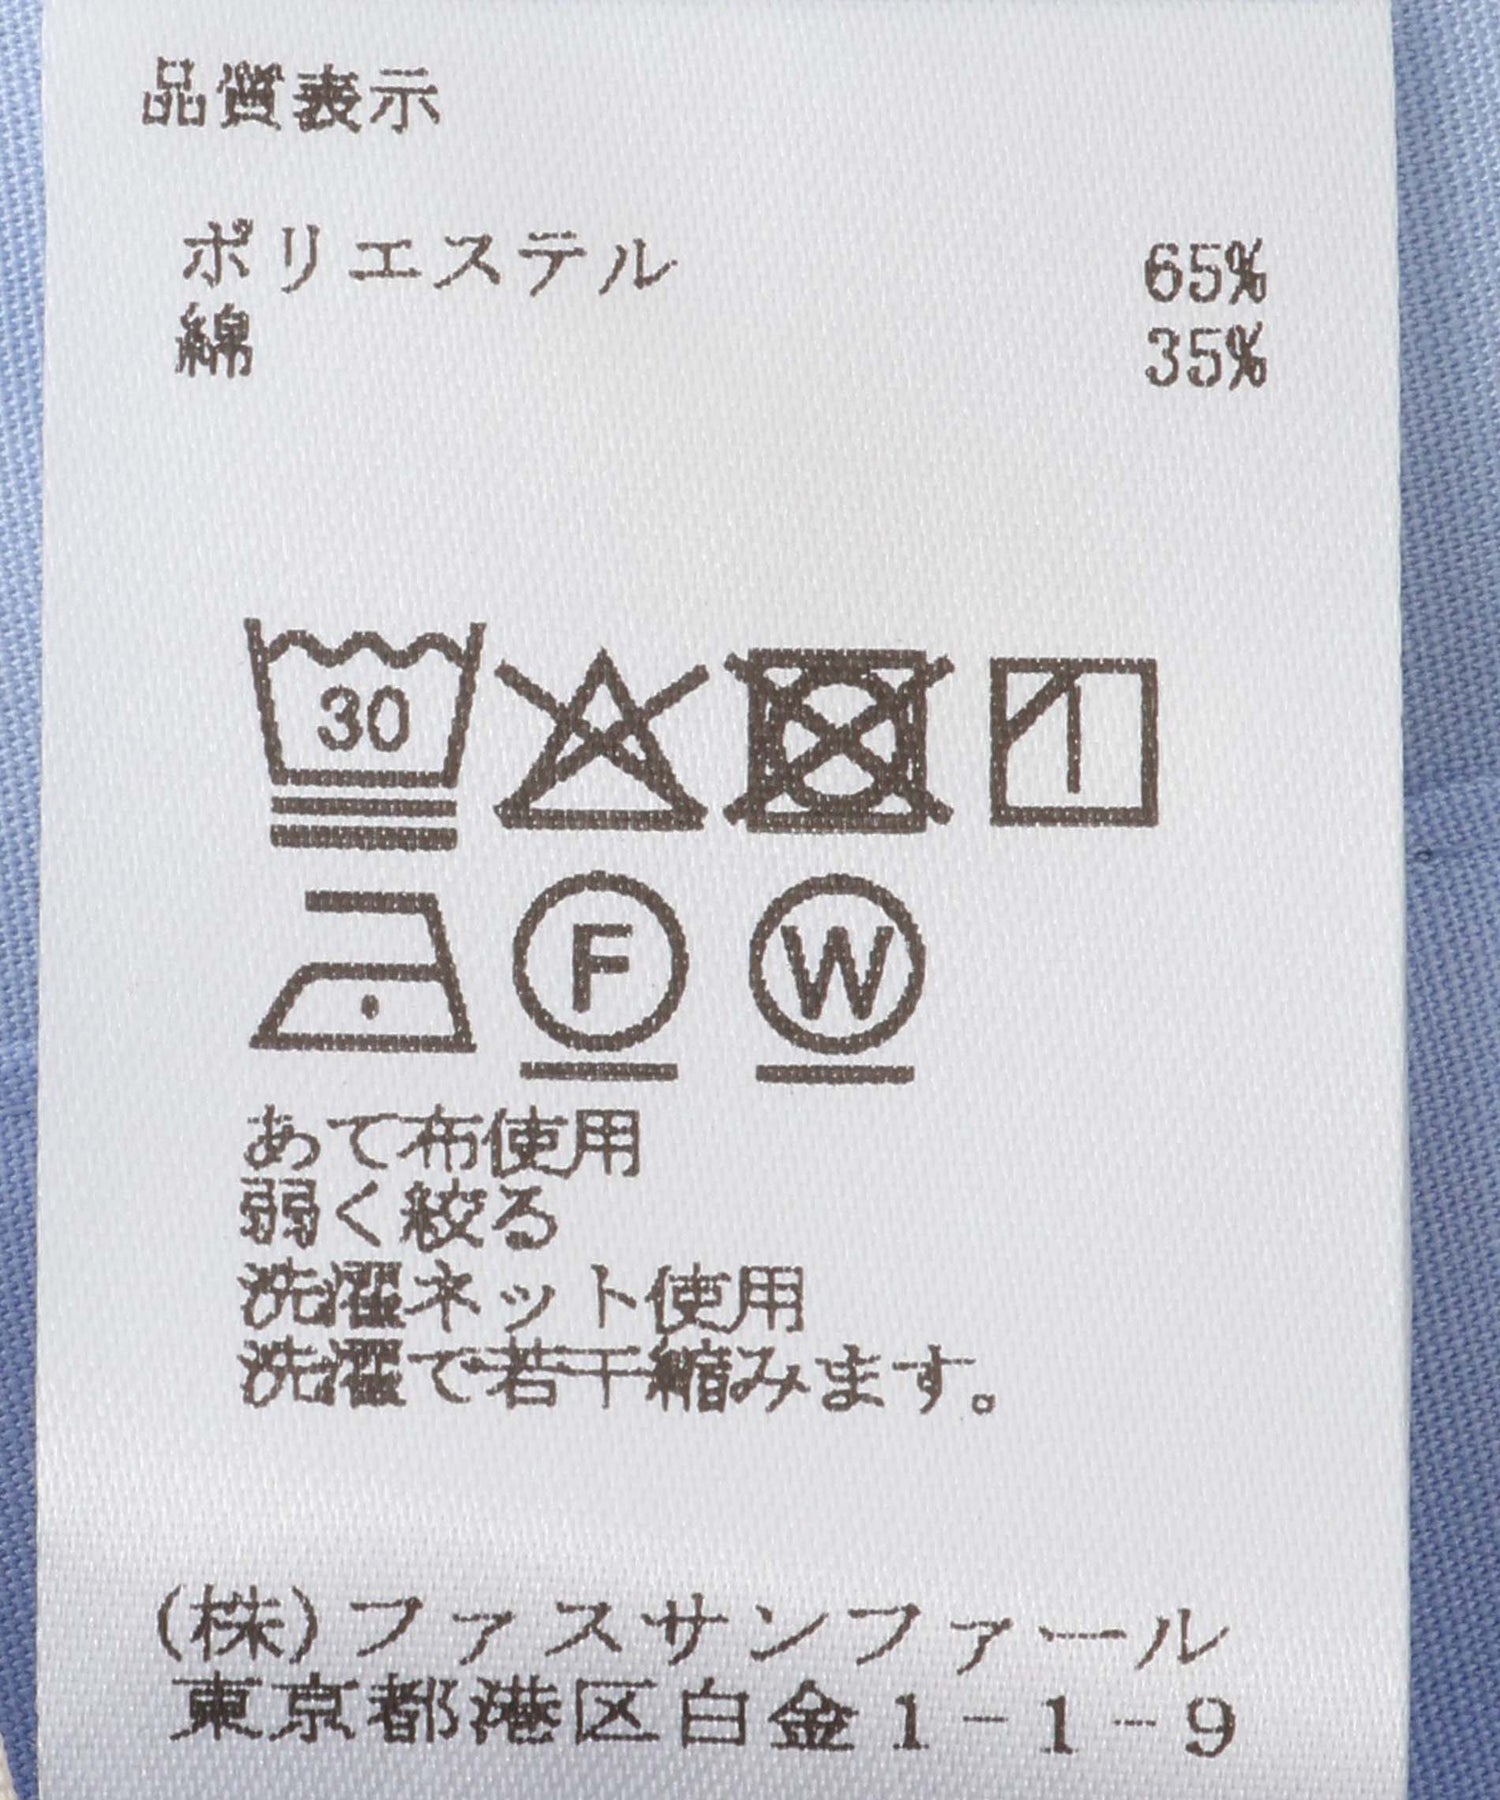 品質表示
ポリエステル 65%
綿 35%
30
F W
あて布使用
弱く絞る
洗濯ネット使用
洗濯で若干縮みます。
(株)ファスサンファール
東京都港区白金1-1-9